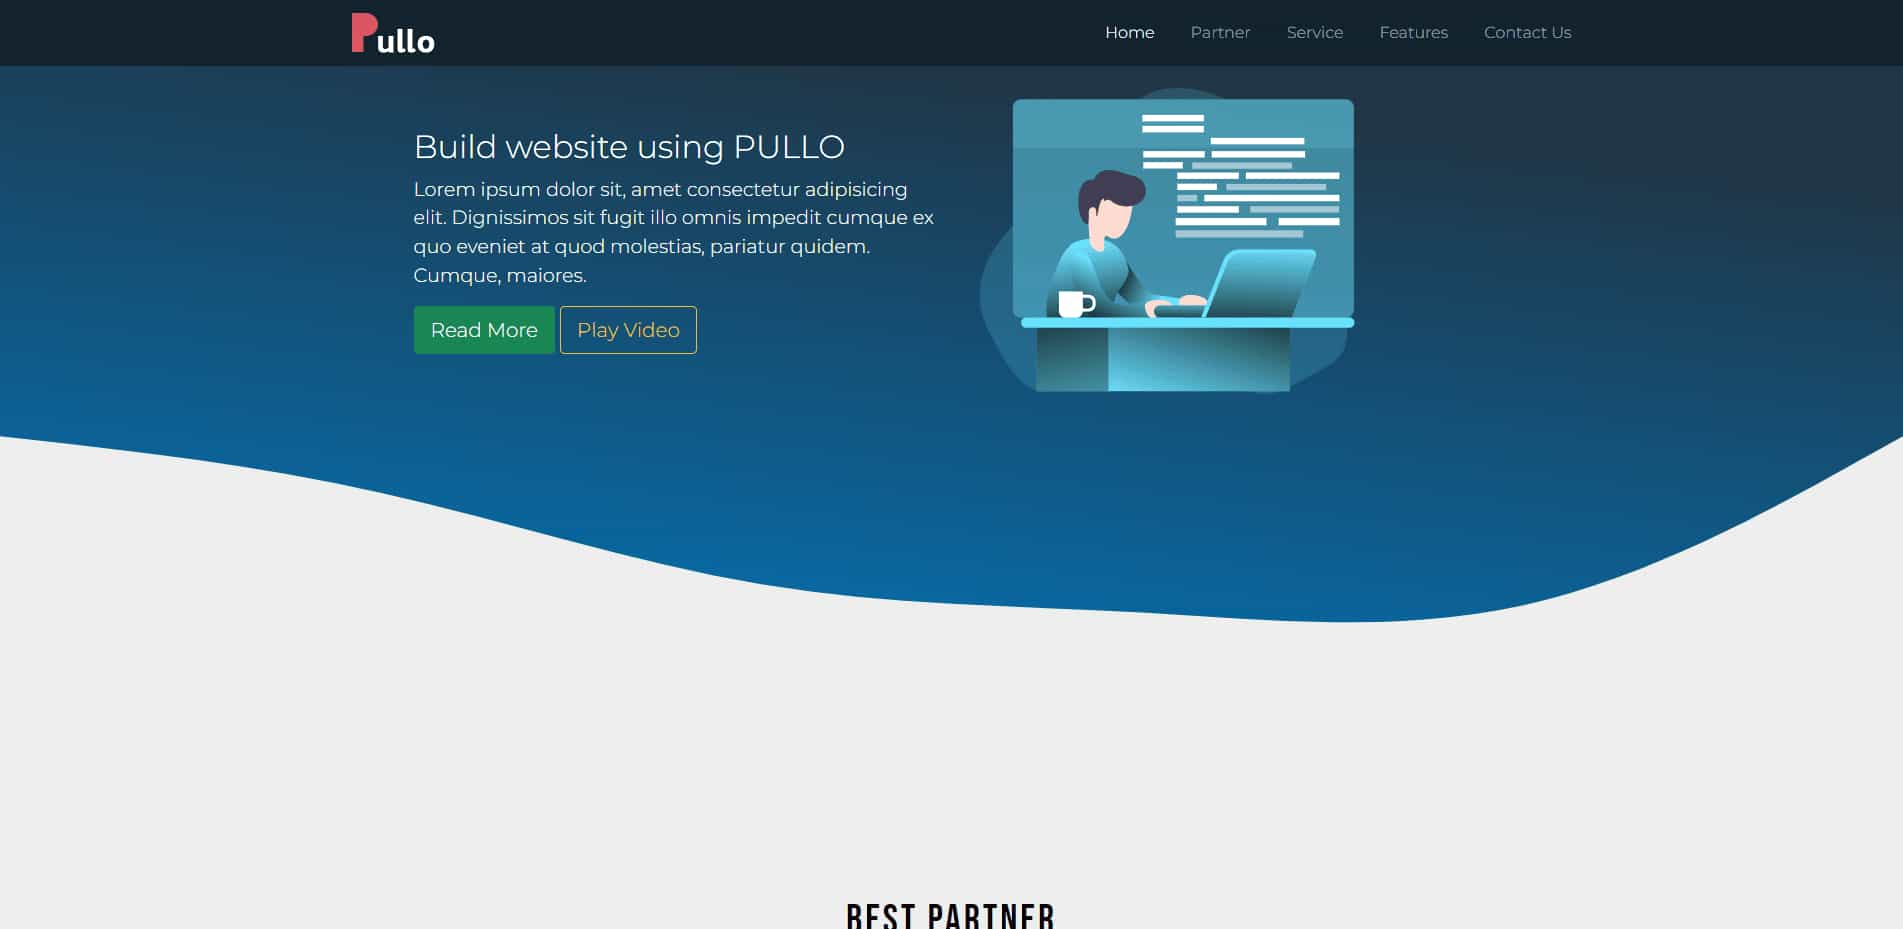 Pullo
Home Partner Service Features Contact Us
Build website using PULLO
Lorem ipsum dolor sit, amet consectetur adipisicing
elit. Dignissimos sit fugit illo omnis impedit cumque ex
quo eveniet at quod molestias, pariatur quidem.
Cumque, maiores.
Read More Play Video
BEST PARTNER